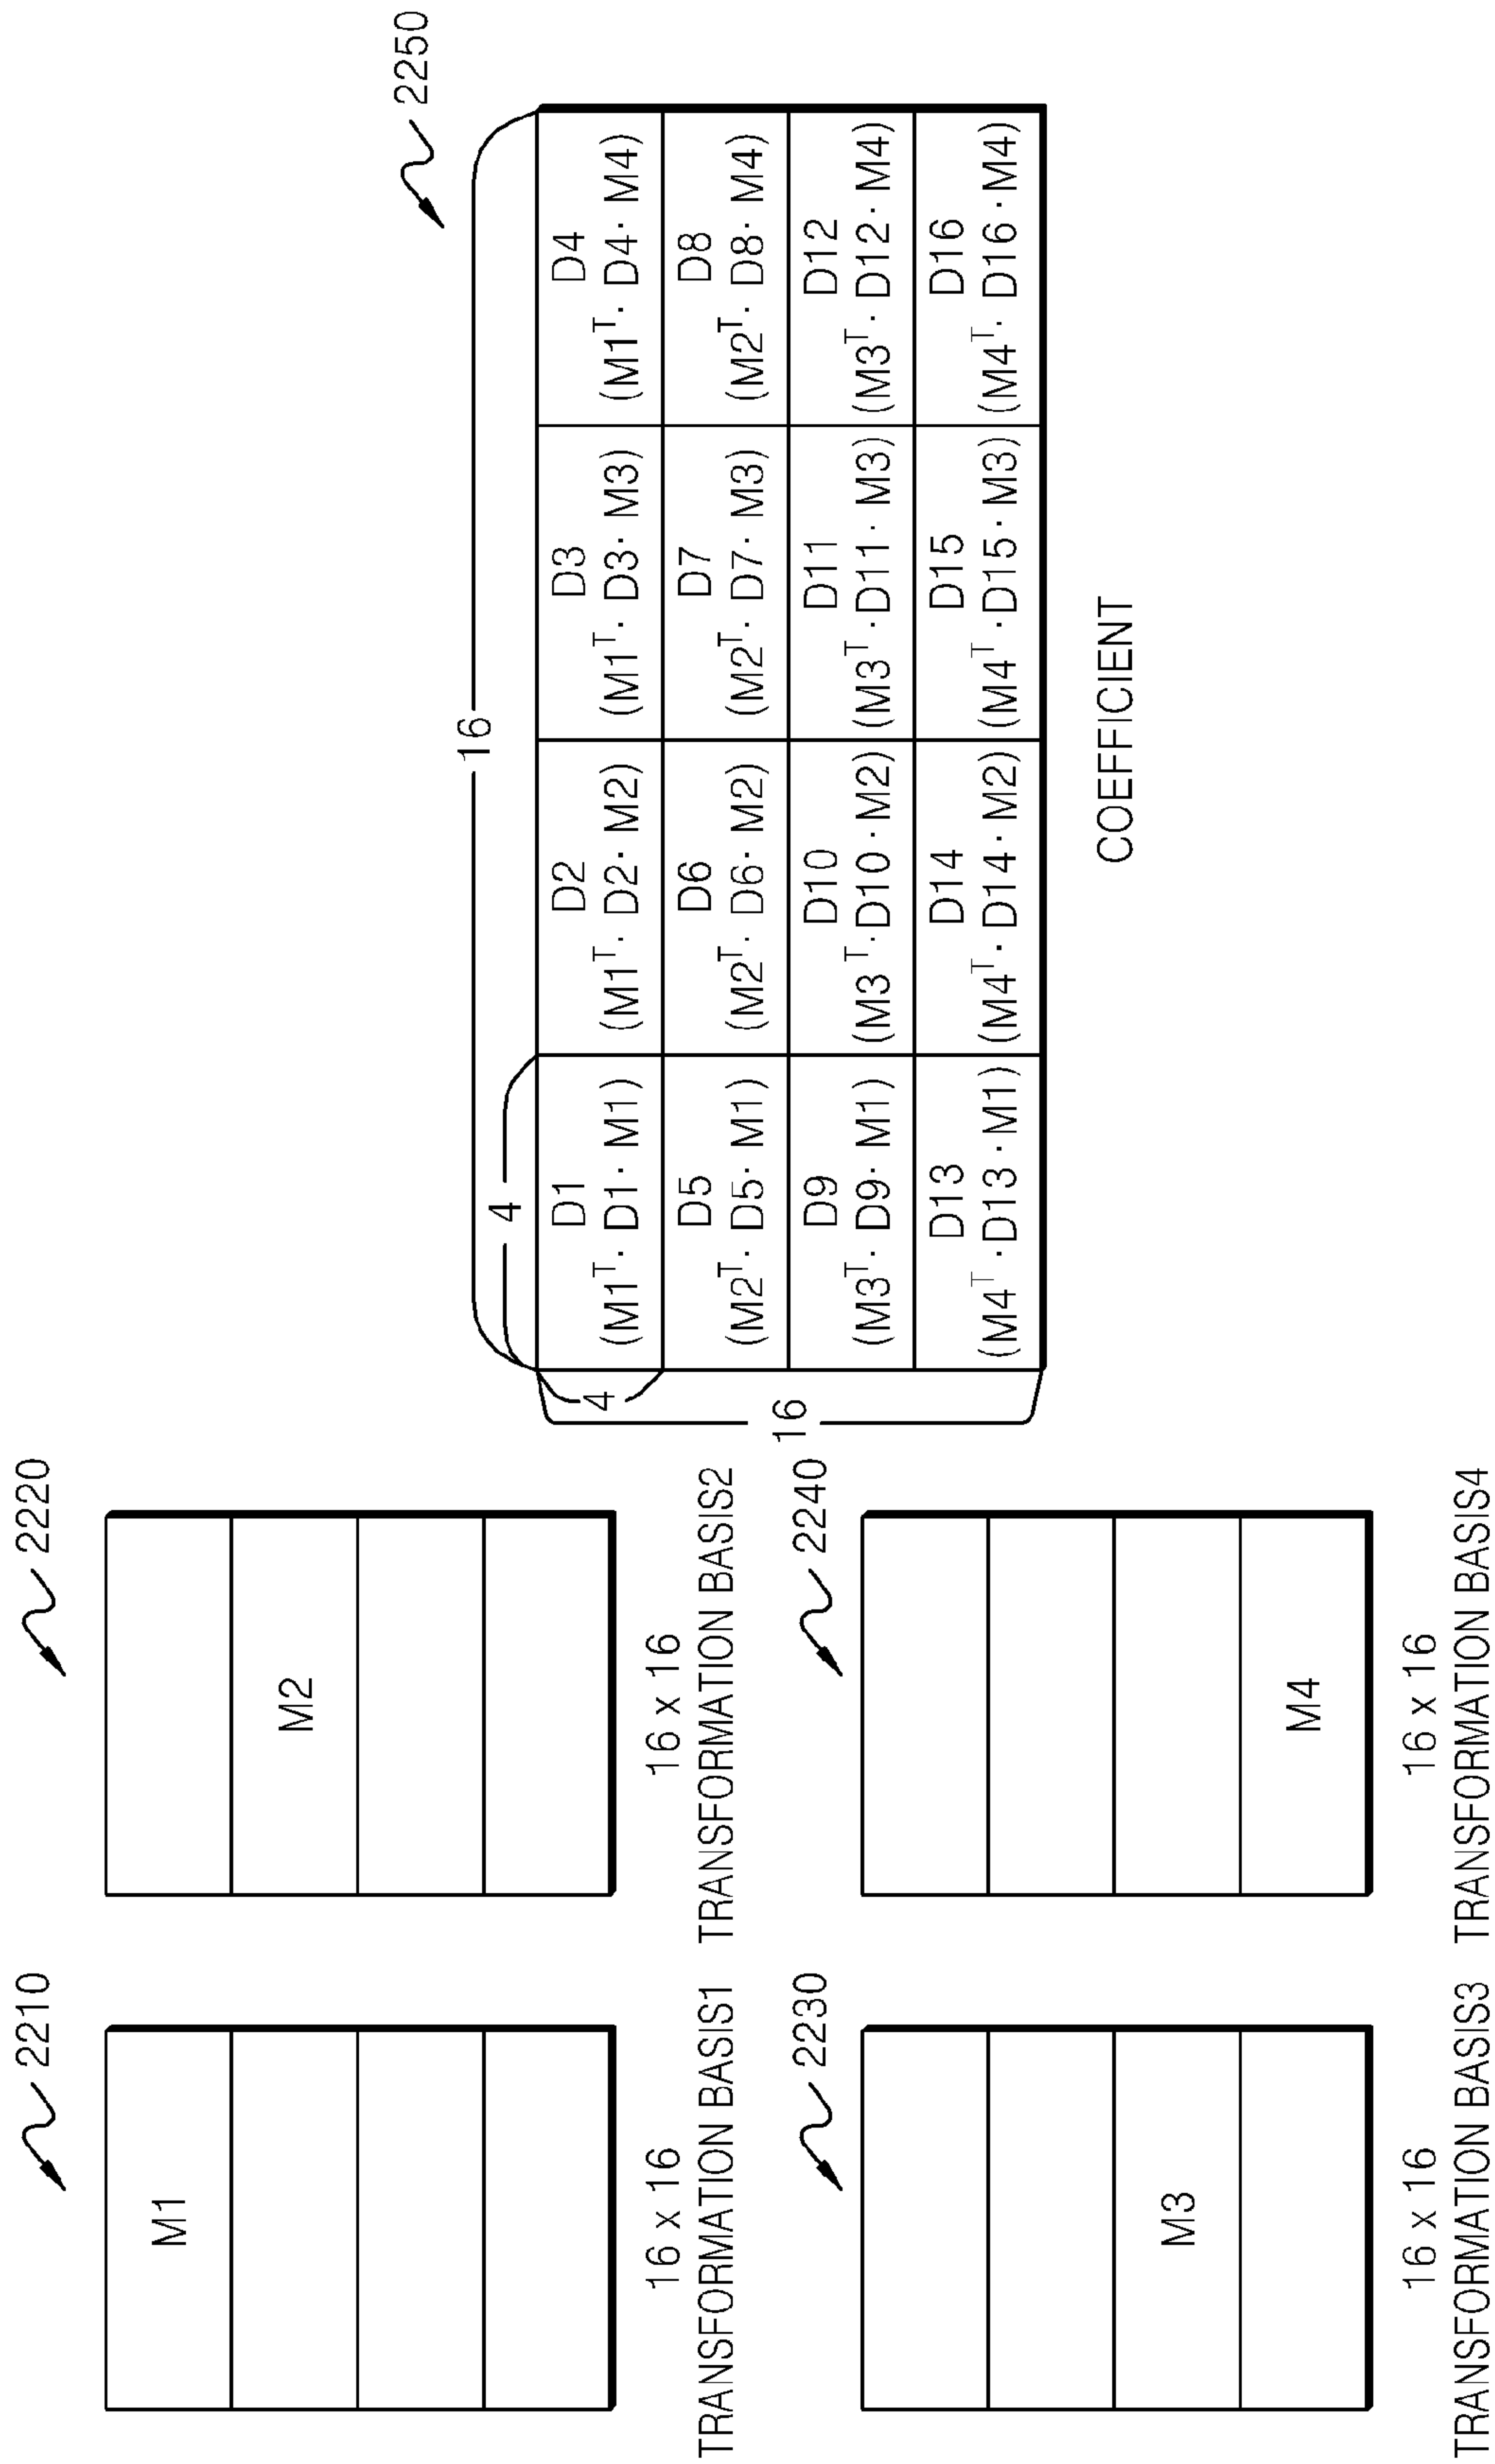 2210
M1
16 x 16
TRANSFORMATION BASIS1
2220
M2
16 x 16
TRANSFORMATION BASIS2
2230
M3
16 x 16
TRANSFORMATION BASIS3
2240
M4
16 x 16
TRANSFORMATION BASIS4
2250
16
4
4
16
D1
(M1ᵀ· D1· M1)
D2
(M1ᵀ· D2· M2)
D3
(M1ᵀ· D3· M3)
D4
(M1ᵀ· D4· M4)
D5
(M2ᵀ· D5· M1)
D6
(M2ᵀ· D6· M2)
D7
(M2ᵀ· D7· M3)
D8
(M2ᵀ· D8· M4)
D9
(M3ᵀ· D9· M1)
D10
(M3ᵀ·D10·M2)
D11
(M3ᵀ·D11·M3)
D12
(M3ᵀ·D12·M4)
D13
(M4ᵀ·D13·M1)
D14
(M4ᵀ·D14·M2)
D15
(M4ᵀ·D15·M3)
D16
(M4ᵀ·D16·M4)
COEFFICIENT